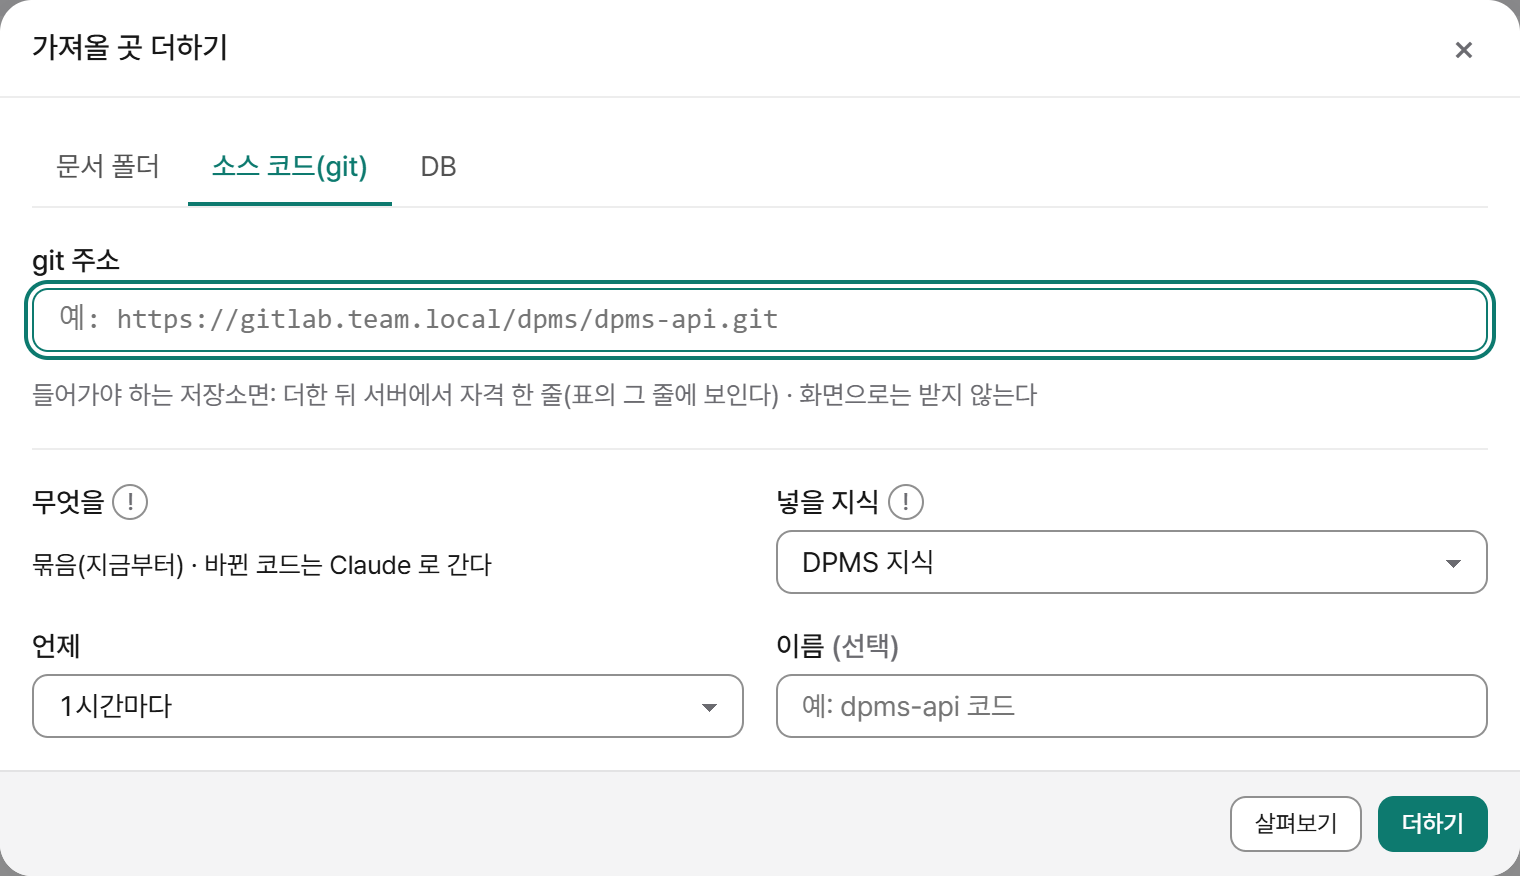 가져올 곳 더하기
×
문서 폴더 소스 코드(git) DB
git 주소
예: https://gitlab.team.local/dpms/dpms-api.git
들어가야 하는 저장소면: 더한 뒤 서버에서 자격 한 줄(표의 그 줄에 보인다) · 화면으로는 받지 않는다
무엇을 !
묶음(지금부터) · 바뀐 코드는 Claude 로 간다
넣을 지식 !
DPMS 지식
언제
1시간마다
이름 (선택)
예: dpms-api 코드
살펴보기 더하기